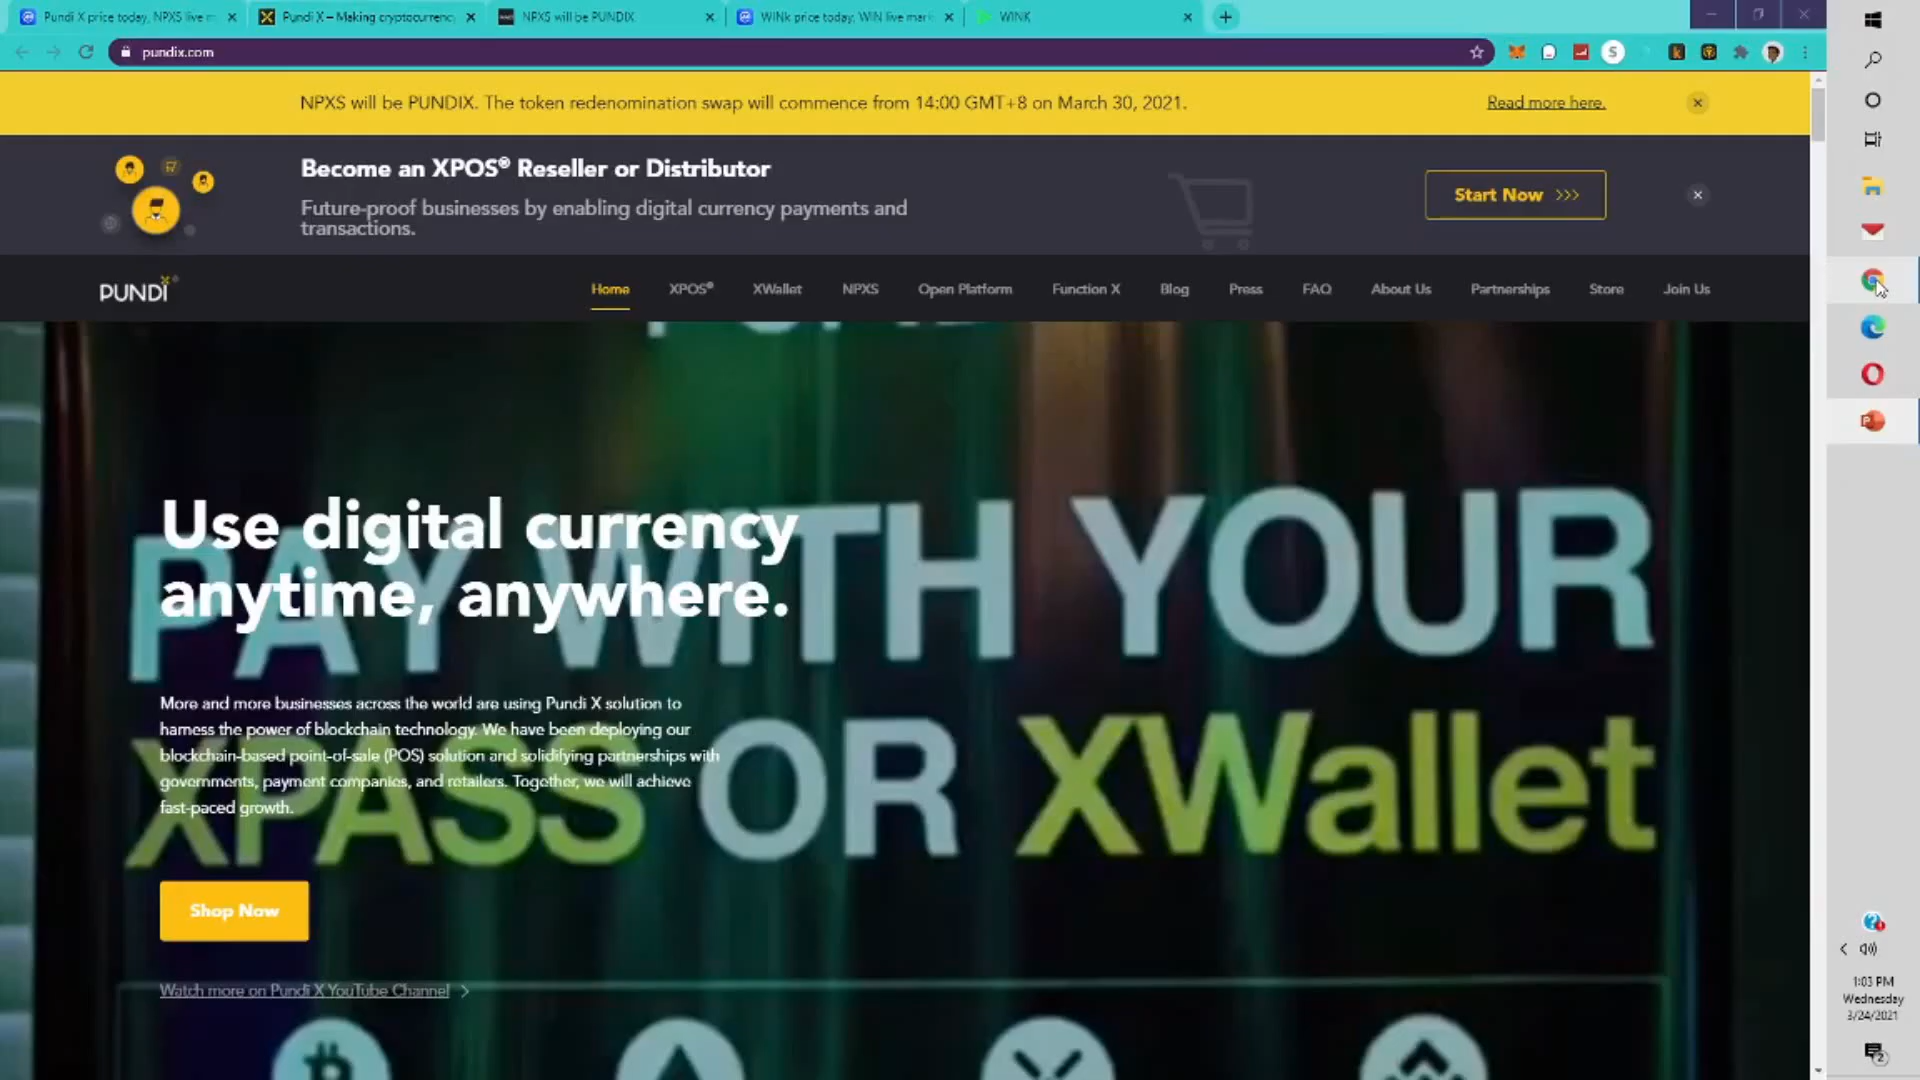 Pundi X price today, NPXS live m
Pundi X – Making cryptocurrency
NPXS will be PUNDIX
WINk price today, WIN live mark
WINK
pundix.com
S
NPXS will be PUNDIX. The token redenomination swap will commence from 14:00 GMT+8 on March 30, 2021.
Read more here.
Become an XPOS® Reseller or Distributor
Future-proof businesses by enabling digital currency payments and
transactions.
Start Now >>>
PUNDI X
Home
XPOS®
XWallet
NPXS
Open Platform
Function X
Blog
Press
FAQ
About Us
Partnerships
Store
Join Us
Use digital currency
anytime, anywhere.
PAY WITH YOUR
XPASS OR XWallet
More and more businesses across the world are using Pundi X solution to
harness the power of blockchain technology. We have been deploying our
blockchain-based point-of-sale (POS) solution and solidifying partnerships with
governments, payment companies, and retailers. Together, we will achieve
fast-paced growth.
Shop Now
Watch more on Pundi X YouTube Channel
1:03 PM
Wednesday
3/24/2021
2